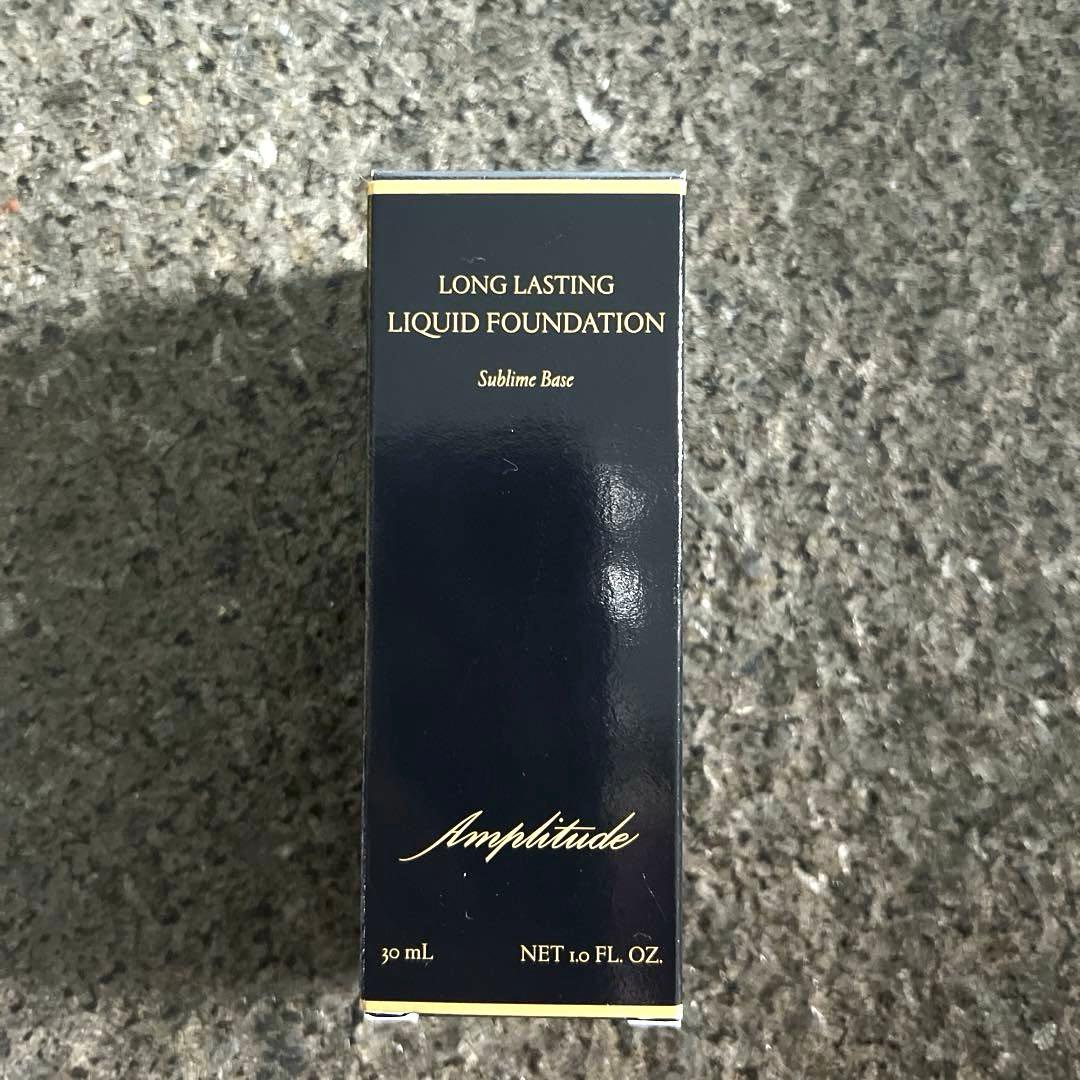 LONG LASTING
LIQUID FOUNDATION
Sublime Base
Amplitude
30 mL NET 1.0 FL. OZ.